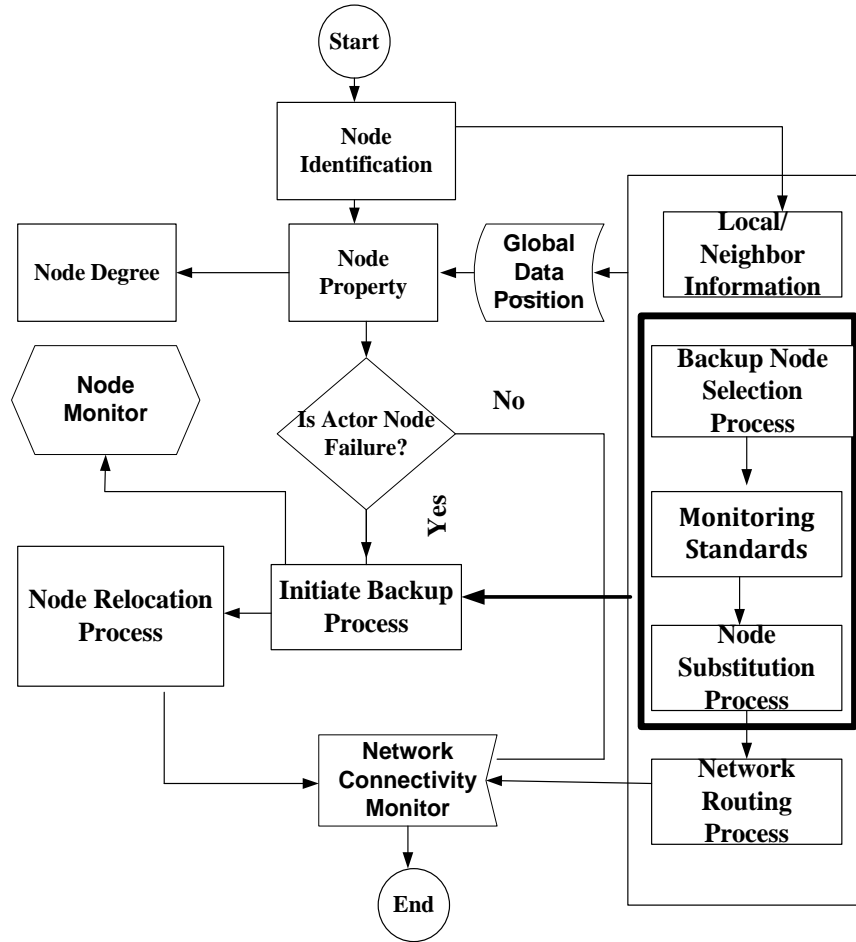 Start
Node
Identification
Local/
Neighbor
Information
Node Degree
Node
Property
Global
Data
Position
Node
Monitor
Is Actor Node
Failure?
No
Yes
Backup Node
Selection
Process
Monitoring
Standards
Node Relocation
Process
Initiate Backup
Process
Node
Substitution
Process
Network
Connectivity
Monitor
Network
Routing
Process
End